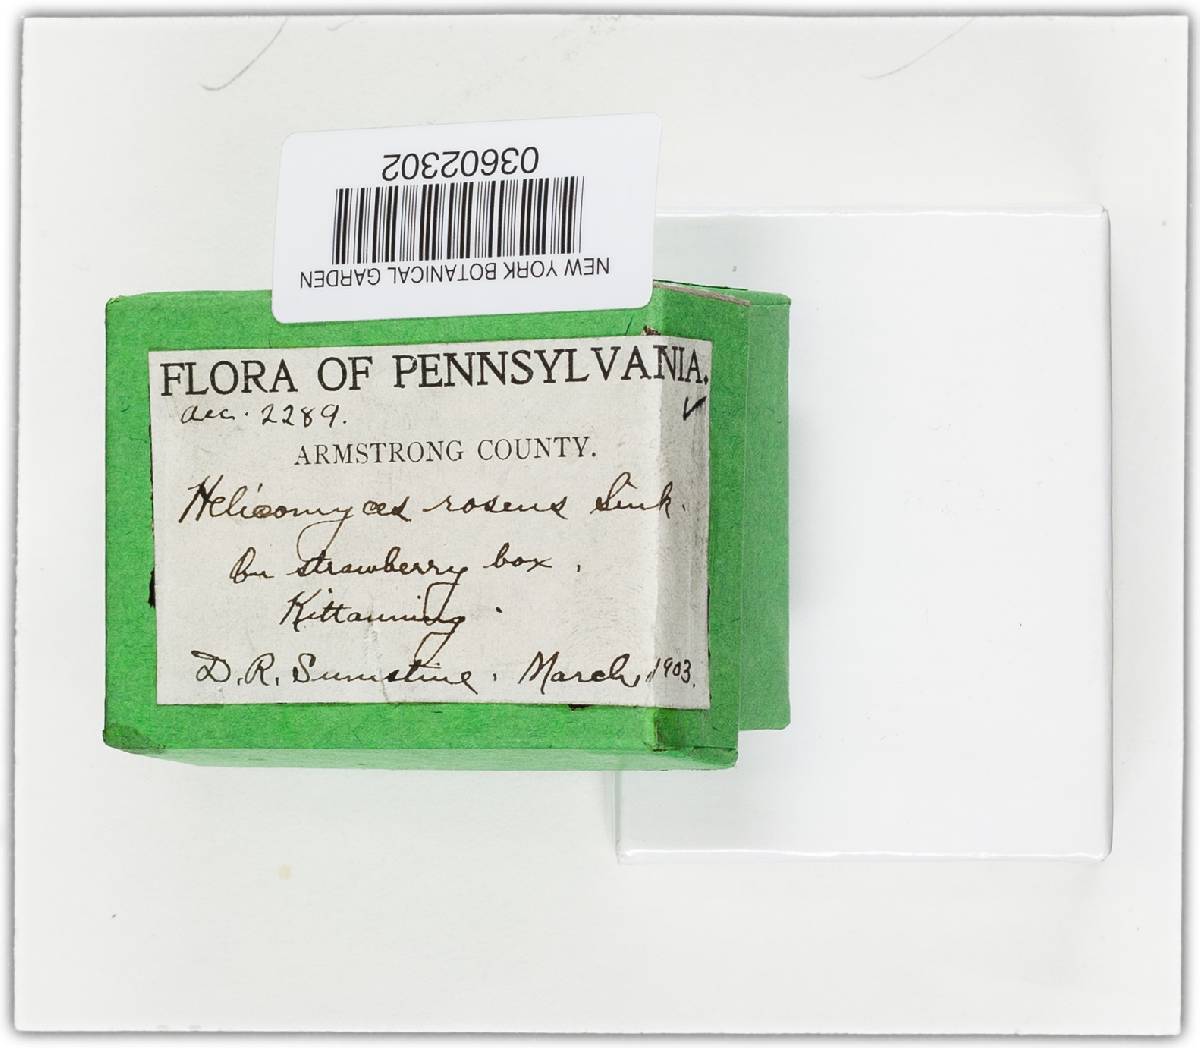 03602302
NEW YORK BOTANICAL GARDEN
FLORA OF PENNSYLVANIA.
Acc. 2289.
ARMSTRONG COUNTY.
Helicomyces roseus Link.
On strawberry box.
Kittanning.
D. R. Sumstine. March, 1903.